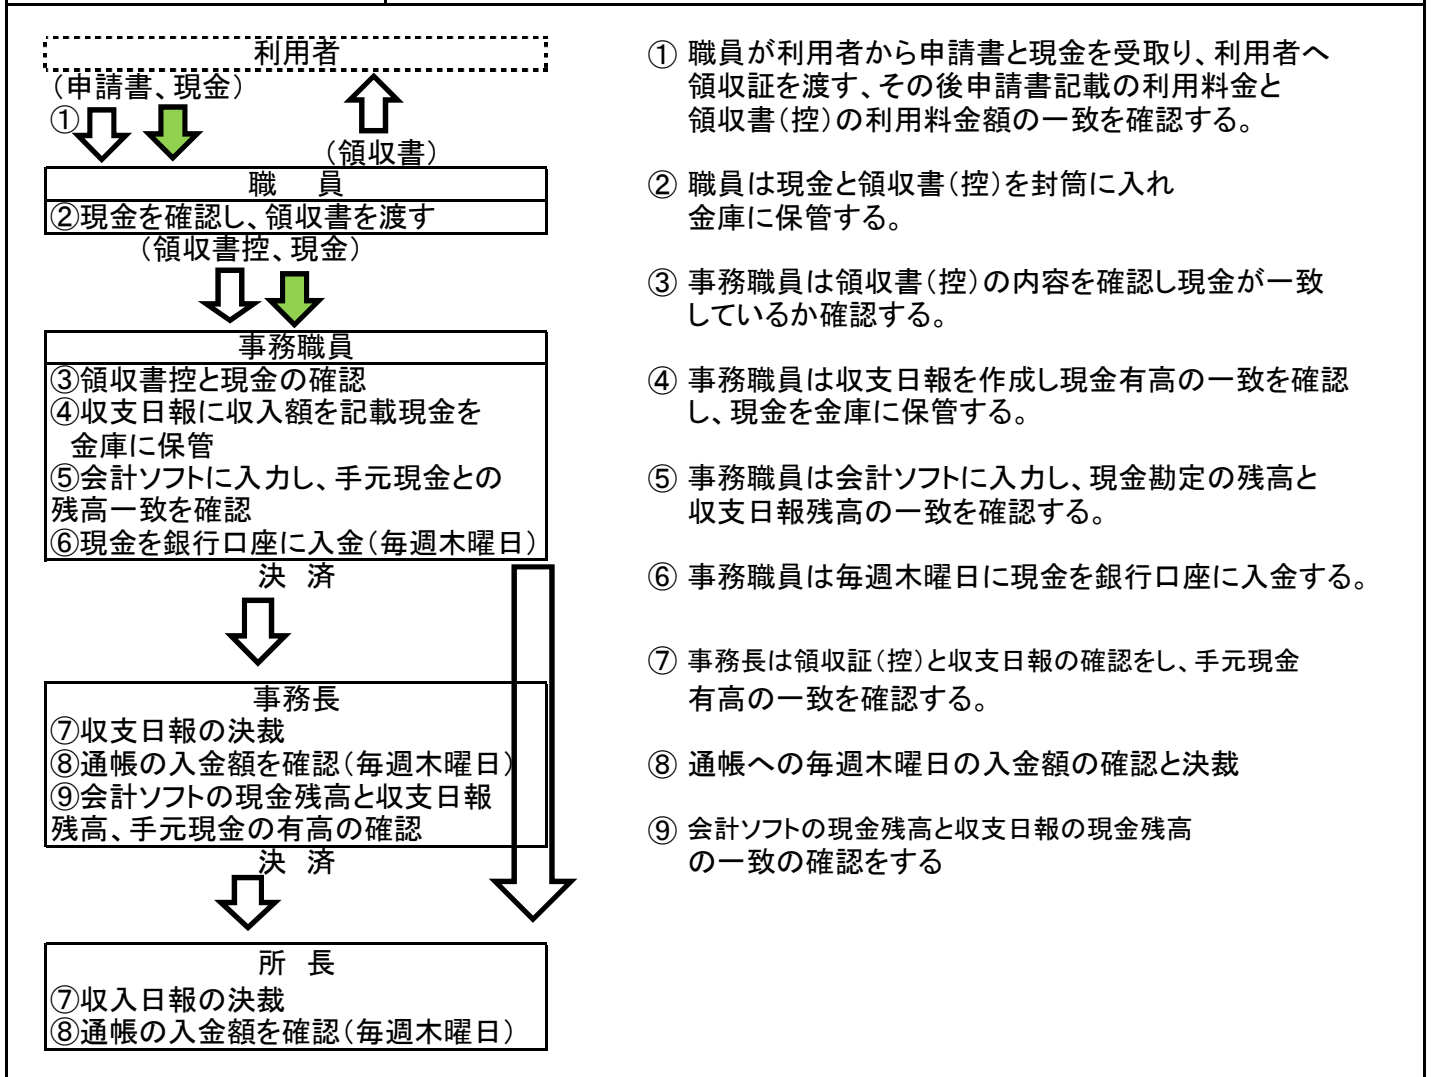 利用者
(申請書、現金)
①
(領収書)
職　員
②現金を確認し、領収書を渡す
(領収書控、現金)
事務職員
③領収書控と現金の確認
④収支日報に収入額を記載現金を
金庫に保管
⑤会計ソフトに入力し、手元現金との
残高一致を確認
⑥現金を銀行口座に入金(毎週木曜日)
決 済
事務長
⑦収支日報の決裁
⑧通帳の入金額を確認(毎週木曜日)
⑨会計ソフトの現金残高と収支日報
残高、手元現金の有高の確認
決 済
所 長
⑦収入日報の決裁
⑧通帳の入金額を確認(毎週木曜日)
① 職員が利用者から申請書と現金を受取り、利用者へ
領収証を渡す、その後申請書記載の利用料金と
領収書(控)の利用料金額の一致を確認する。
② 職員は現金と領収書(控)を封筒に入れ
金庫に保管する。
③ 事務職員は領収書(控)の内容を確認し現金が一致
しているか確認する。
④ 事務職員は収支日報を作成し現金有高の一致を確認
し、現金を金庫に保管する。
⑤ 事務職員は会計ソフトに入力し、現金勘定の残高と
収支日報残高の一致を確認する。
⑥ 事務職員は毎週木曜日に現金を銀行口座に入金する。
⑦ 事務長は領収証(控)と収支日報の確認をし、手元現金
有高の一致を確認する。
⑧ 通帳への毎週木曜日の入金額の確認と決裁
⑨ 会計ソフトの現金残高と収支日報の現金残高
の一致の確認をする